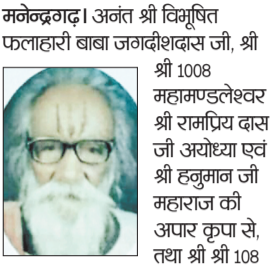 मनेन्द्रगढ़। अनंत श्री विभूषित
फलाहारी बाबा जगदीशदास जी, श्री
श्री 1008
महामण्डलेश्वर
श्री रामप्रिय दास
जी अयोध्या एवं
श्री हनुमान जी
महाराज की
अपार कृपा से,
तथा श्री श्री 108